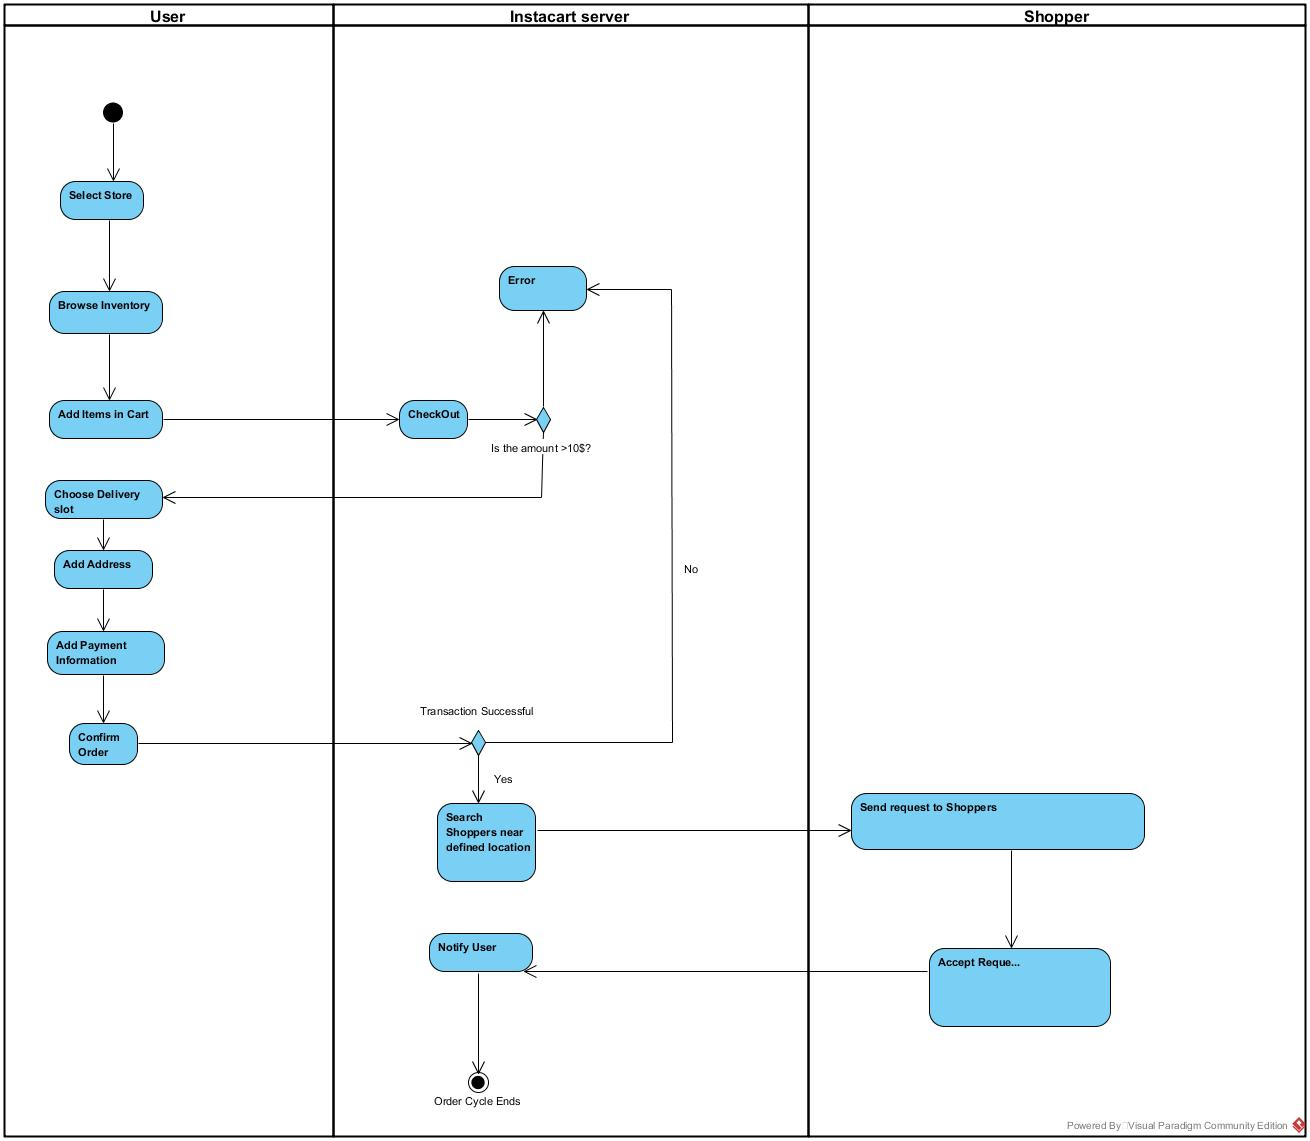 User
Instacart server
Shopper
Select Store
Error
Browse Inventory
Add Items in Cart
CheckOut
Is the amount >10$?
Choose Delivery
slot
Add Address
No
Add Payment
Information
Transaction Successful
Confirm
Order
Yes
Search
Shoppers near
defined location
Send request to Shoppers
Notify User
Accept Reque...
Order Cycle Ends
Powered By Visual Paradigm Community Edition